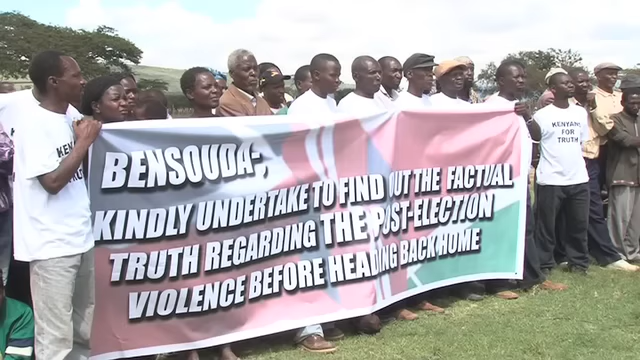 BENSOUDA:,
KINDLY UNDERTAKE TO FIND OUT THE FACTUAL
TRUTH REGARDING THE POST-ELECTION
VIOLENCE BEFORE HEADING BACK HOME
KENYANS
FOR
TRUTH